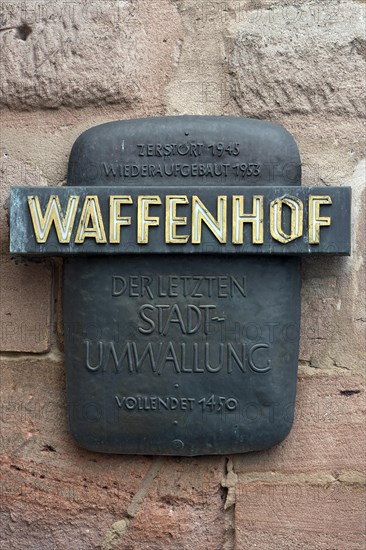 ZERSTÖRT 1945
WIEDERAUFGEBAUT 1953
WAFFENHOF
DER LETZTEN
STADT-
UMWALLUNG
VOLLENDET 1450